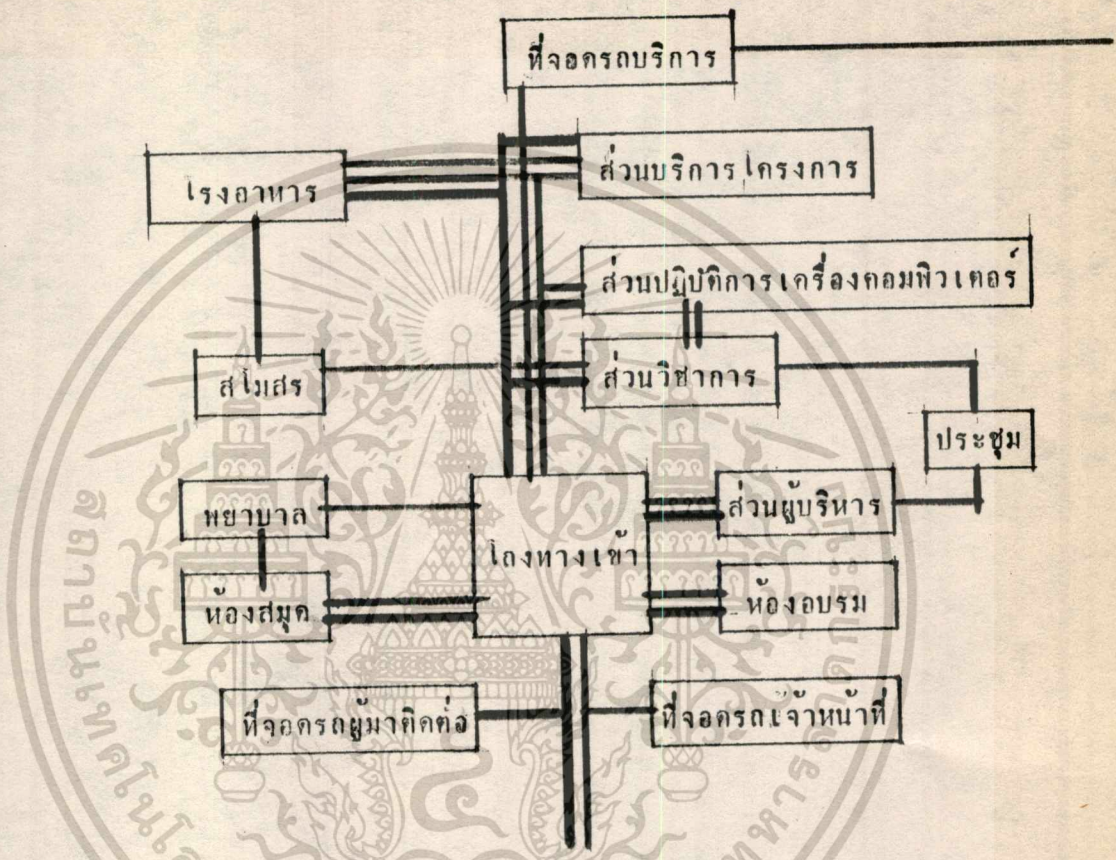 ที่จอดรถบริการ
โรงอาหาร
ส่วนบริการโครงการ
ส่วนปฏิบัติการเครื่องคอมพิวเตอร์
สโมสร
ส่วนวิชาการ
ประชุม
พยาบาล
ส่วนผู้บริหาร
โถงทางเข้า
ห้องสมุด
ห้องอบรม
ที่จอดรถผู้มาติดต่อ
ที่จอดรถเจ้าหน้าที่